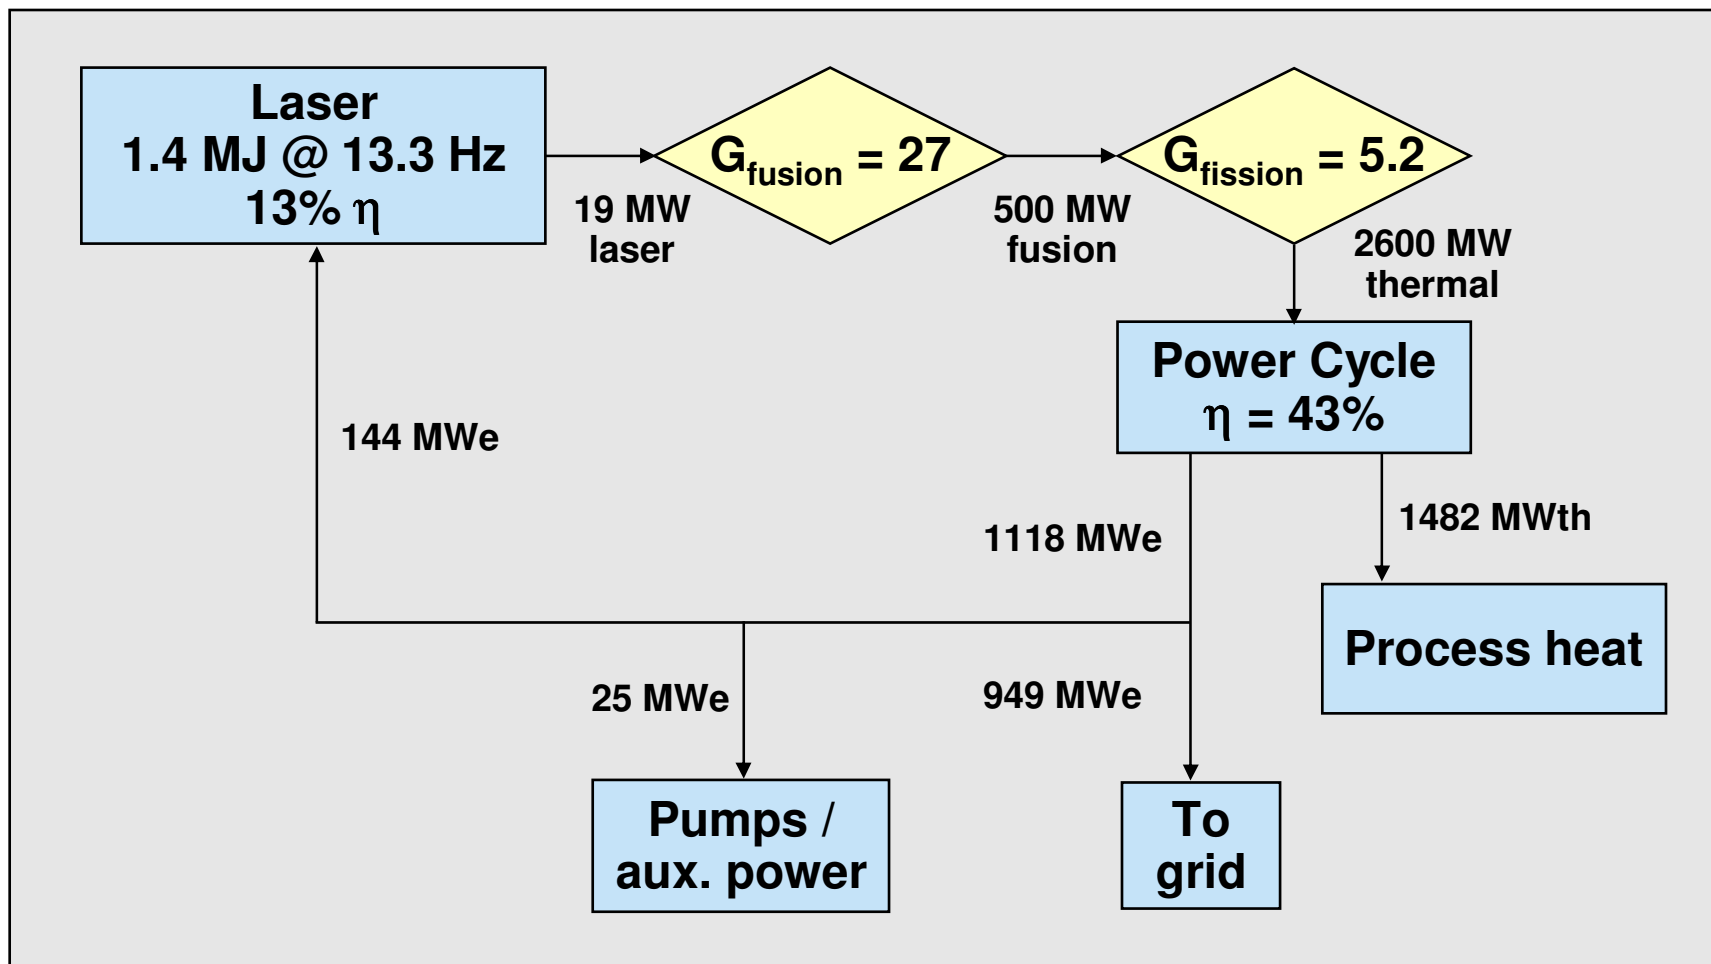 Laser
1.4 MJ @ 13.3 Hz
13% η
G_fusion = 27
G_fission = 5.2
19 MW
laser
500 MW
fusion
2600 MW
thermal
Power Cycle
η = 43%
144 MWe
1118 MWe
1482 MWth
Process heat
25 MWe
949 MWe
Pumps /
aux. power
To
grid